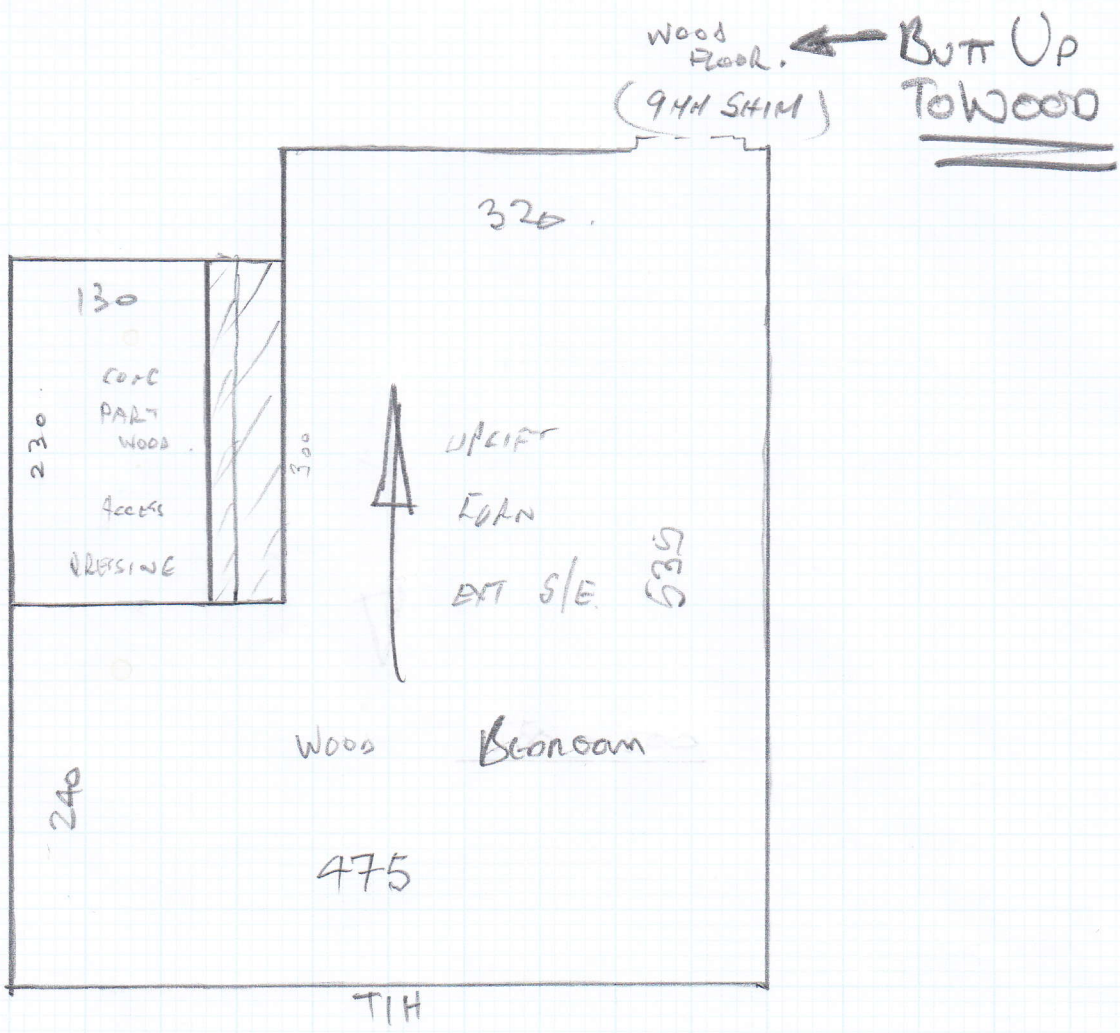 WOOD
FLOOR.
(9MM SHIM)
BUTT UP
TO WOOD
320.
130
CONC
PART
WOOD.
230.
300
ACCESS
DRESSING
UPLIFT
EXT S/E
535
WOOD
BEDROOM
240
475